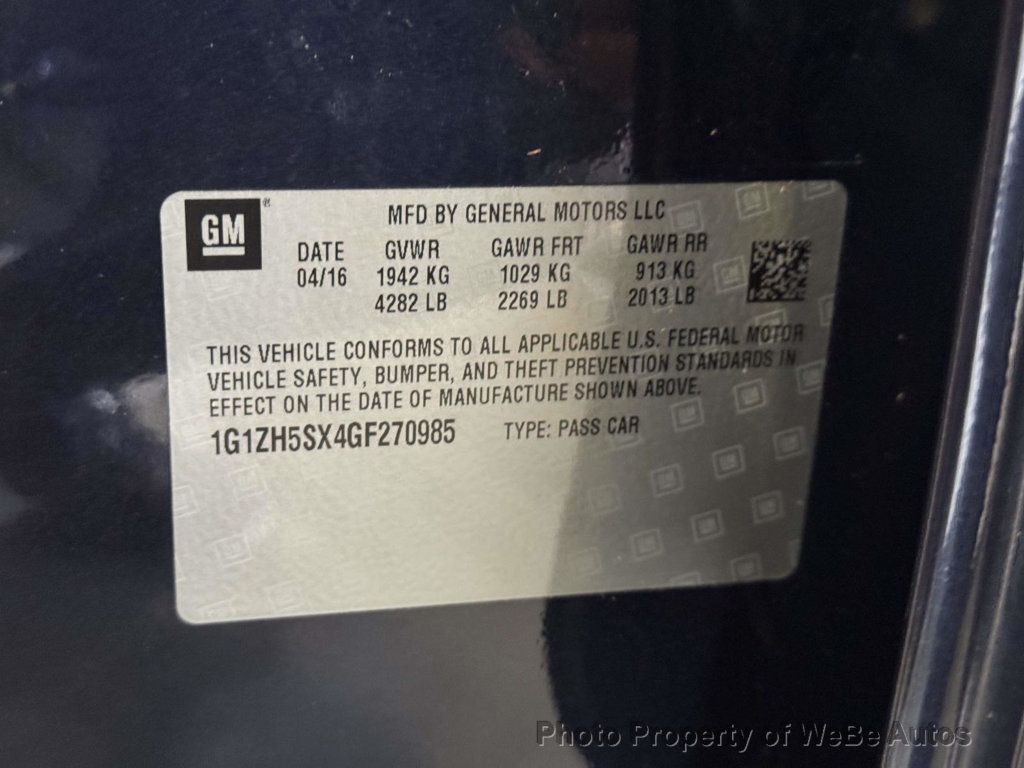 GM ®
MFD BY GENERAL MOTORS LLC
DATE GVWR GAWR FRT GAWR RR
04/16 1942 KG 1029 KG 913 KG
4282 LB 2269 LB 2013 LB
THIS VEHICLE CONFORMS TO ALL APPLICABLE U.S. FEDERAL MOTOR
VEHICLE SAFETY, BUMPER, AND THEFT PREVENTION STANDARDS IN
EFFECT ON THE DATE OF MANUFACTURE SHOWN ABOVE.
1G1ZH5SX4GF270985 TYPE: PASS CAR
Photo Property of WeBe Autos